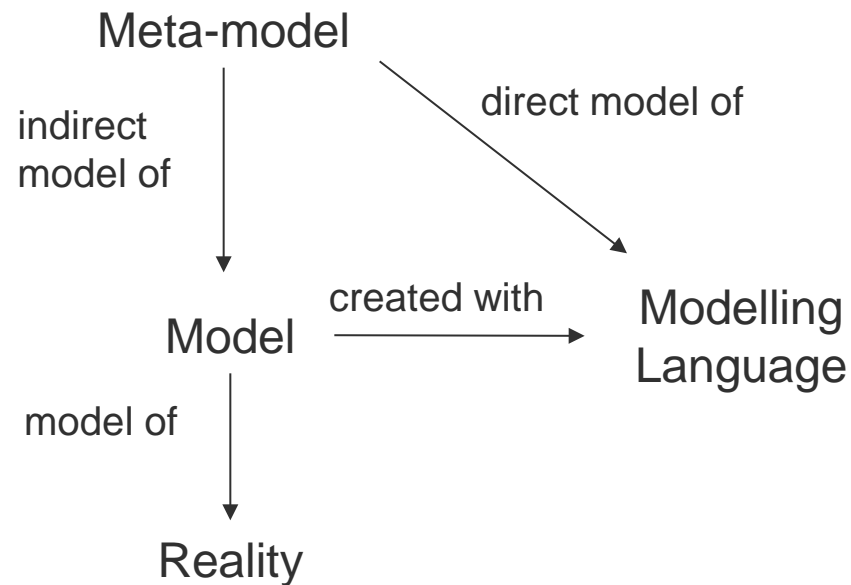 Meta-model
direct model of
indirect
model of
created with
Modelling
Language
Model
model of
Reality